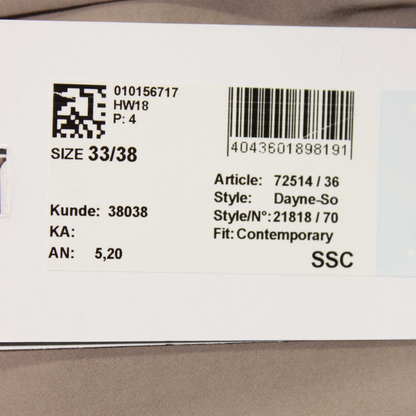 010156717
HW18
P: 4
4043601898191
SIZE 33/38
Article: 72514 / 36
Style: Dayne-So
Style/N°: 21818 / 70
Fit: Contemporary
SSC
Kunde: 38038
KA:
AN: 5,20